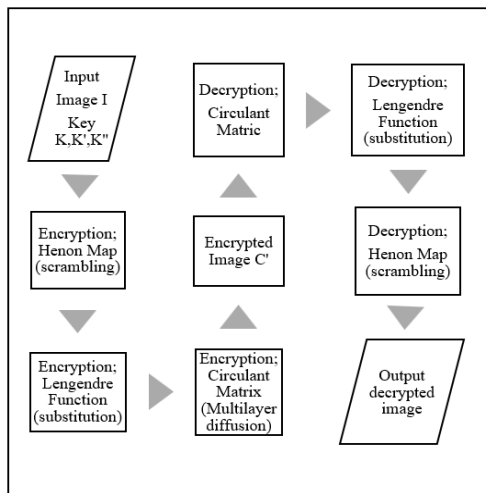 Input
Image I
Key
K,K',K"
Encryption;
Henon Map
(scrambling)
Encryption;
Lengendre
Function
(substitution)
Encryption;
Circulant
Matrix
(Multilayer
diffusion)
Encrypted
Image C'
Decryption;
Circulant
Matric
Decryption;
Lengendre
Function
(substitution)
Decryption;
Henon Map
(scrambling)
Output
decrypted
image